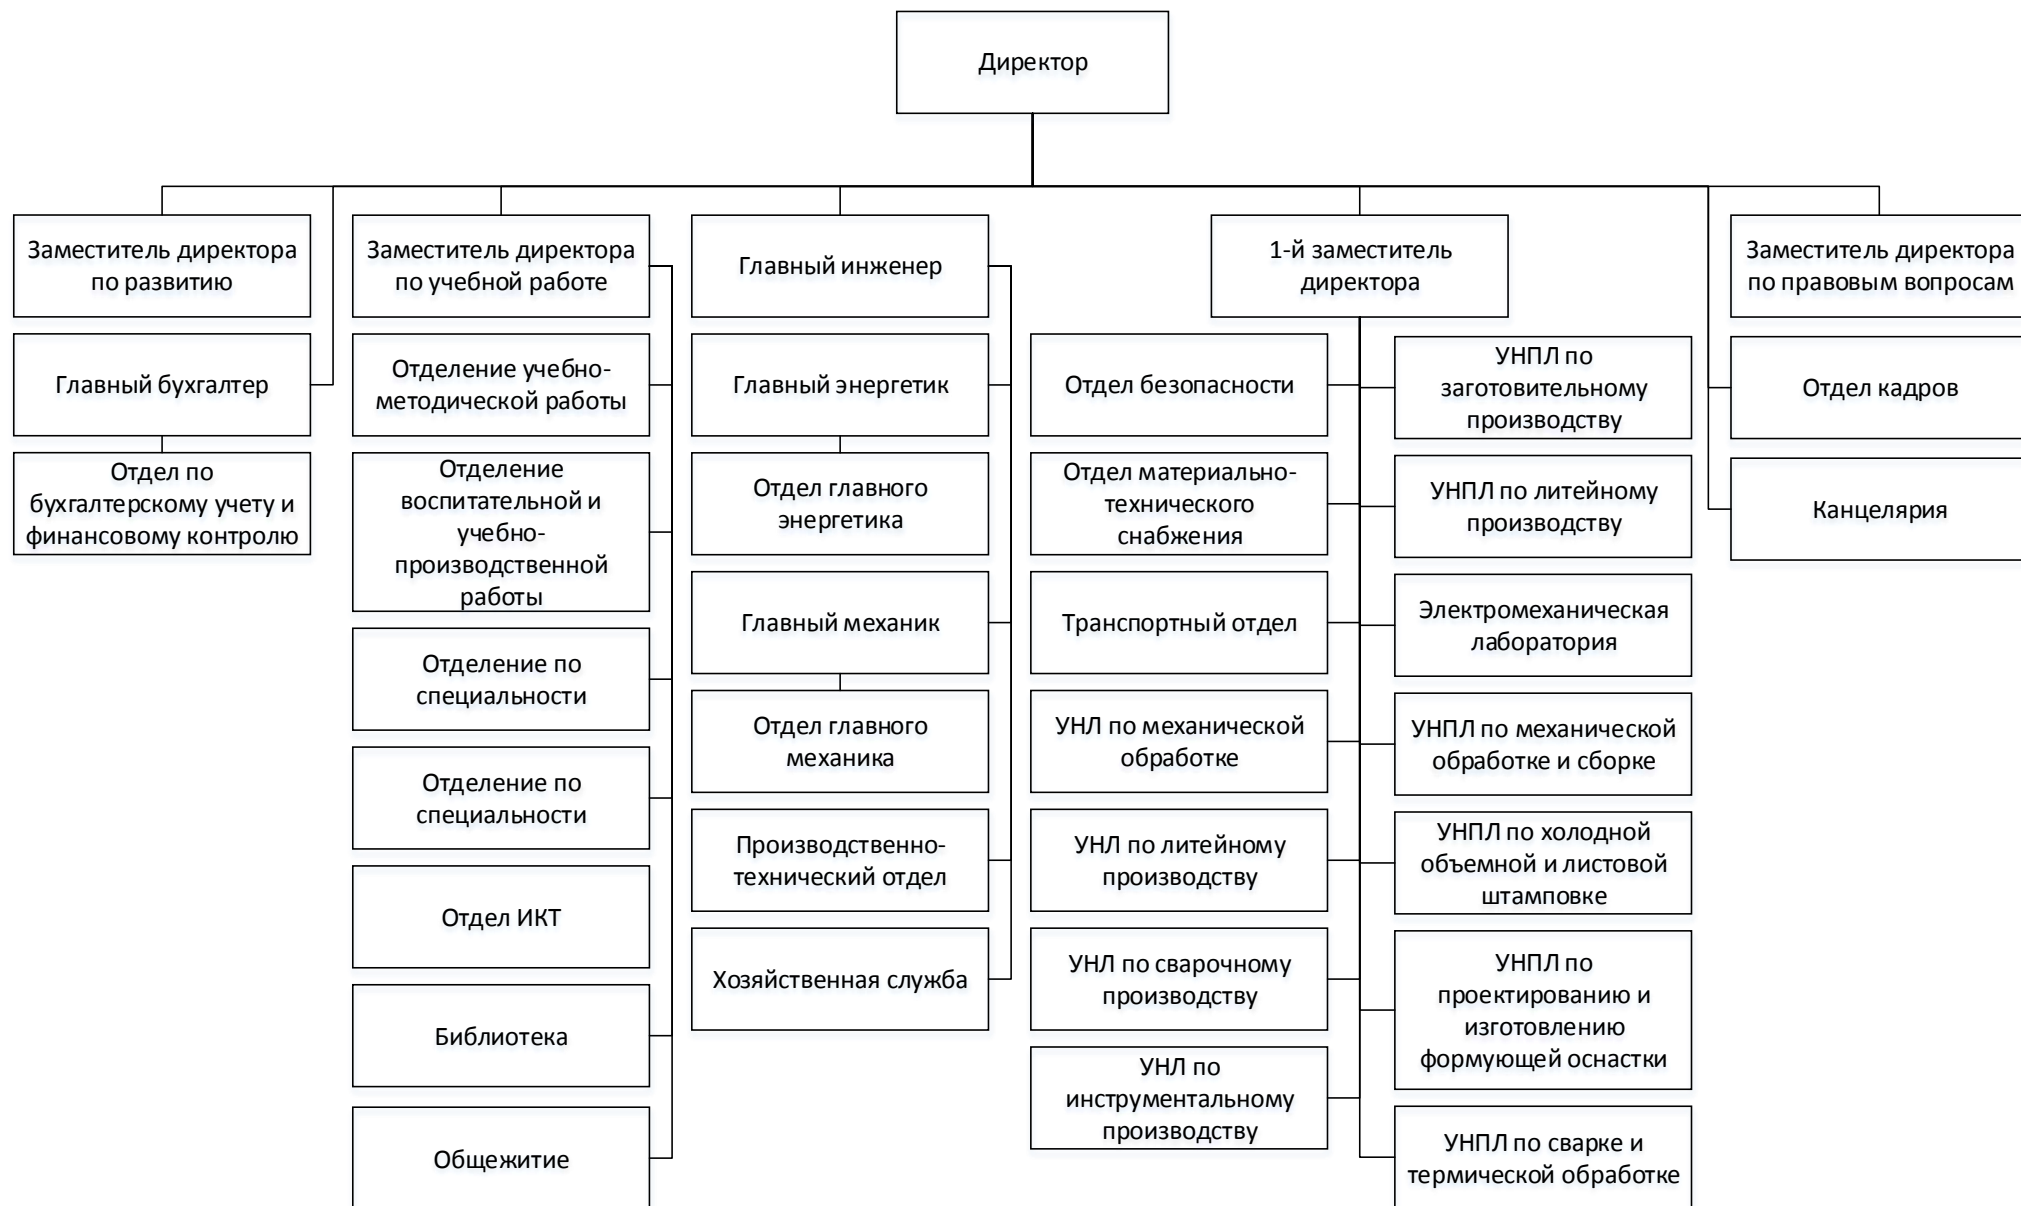 Директор
Заместитель директора
по развитию
Главный бухгалтер
Отдел по
бухгалтерскому учету и
финансовому контролю
Заместитель директора
по учебной работе
Отделение учебно-
методической работы
Отделение
воспитательной и
учебно-
производственной
работы
Отделение по
специальности
Отделение по
специальности
Отдел ИКТ
Библиотека
Общежитие
Главный инженер
Главный энергетик
Отдел главного
энергетика
Главный механик
Отдел главного
механика
Производственно-
технический отдел
Хозяйственная служба
1-й заместитель
директора
Отдел безопасности
Отдел материально-
технического
снабжения
Транспортный отдел
УНЛ по механической
обработке
УНЛ по литейному
производству
УНЛ по сварочному
производству
УНЛ по
инструментальному
производству
УНПЛ по
заготовительному
производству
УНПЛ по литейному
производству
Электромеханическая
лаборатория
УНПЛ по механической
обработке и сборке
УНПЛ по холодной
объемной и листовой
штамповке
УНПЛ по
проектированию и
изготовлению
формующей оснастки
УНПЛ по сварке и
термической обработке
Заместитель директора
по правовым вопросам
Отдел кадров
Канцелярия